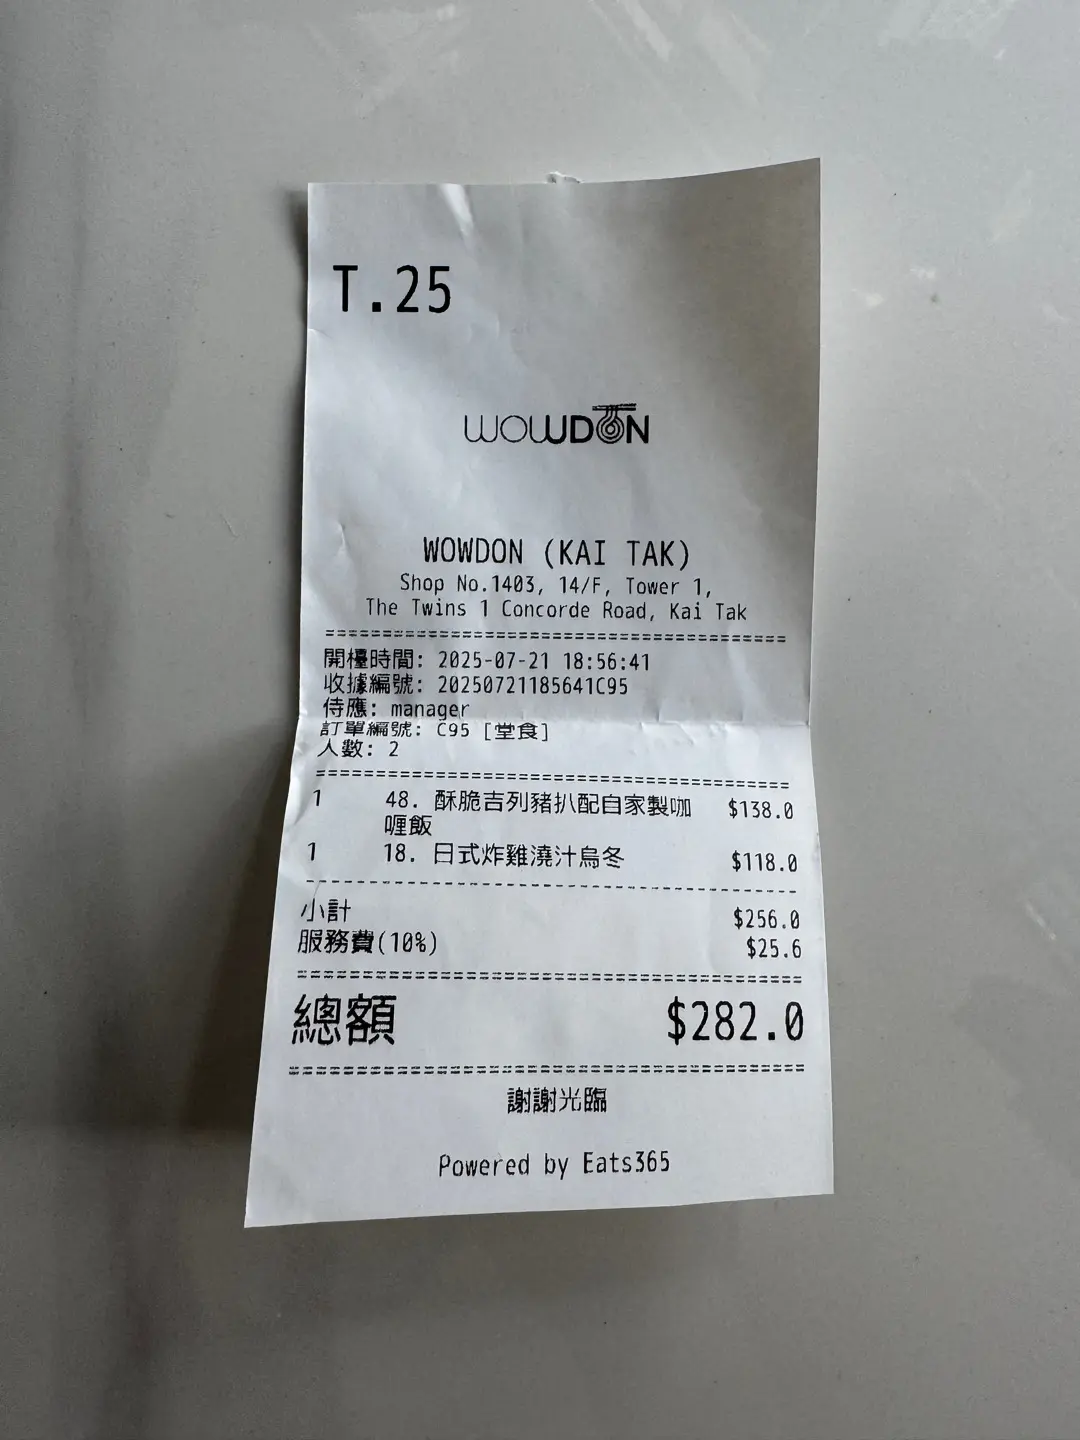 T.25
WOWDON
WOWDON (KAI TAK)
Shop No.1403, 14/F, Tower 1,
The Twins 1 Concorde Road, Kai Tak
開檯時間: 2025-07-21 18:56:41
收據編號: 20250721185641C95
侍應: manager
訂單編號: C95 [堂食]
人數: 2
1 48. 酥脆吉列豬扒配自家製咖 $138.0
喱飯
1 18. 日式炸雞澆汁烏冬 $118.0
小計 $256.0
服務費(10%) $25.6
總額 $282.0
謝謝光臨
Powered by Eats365